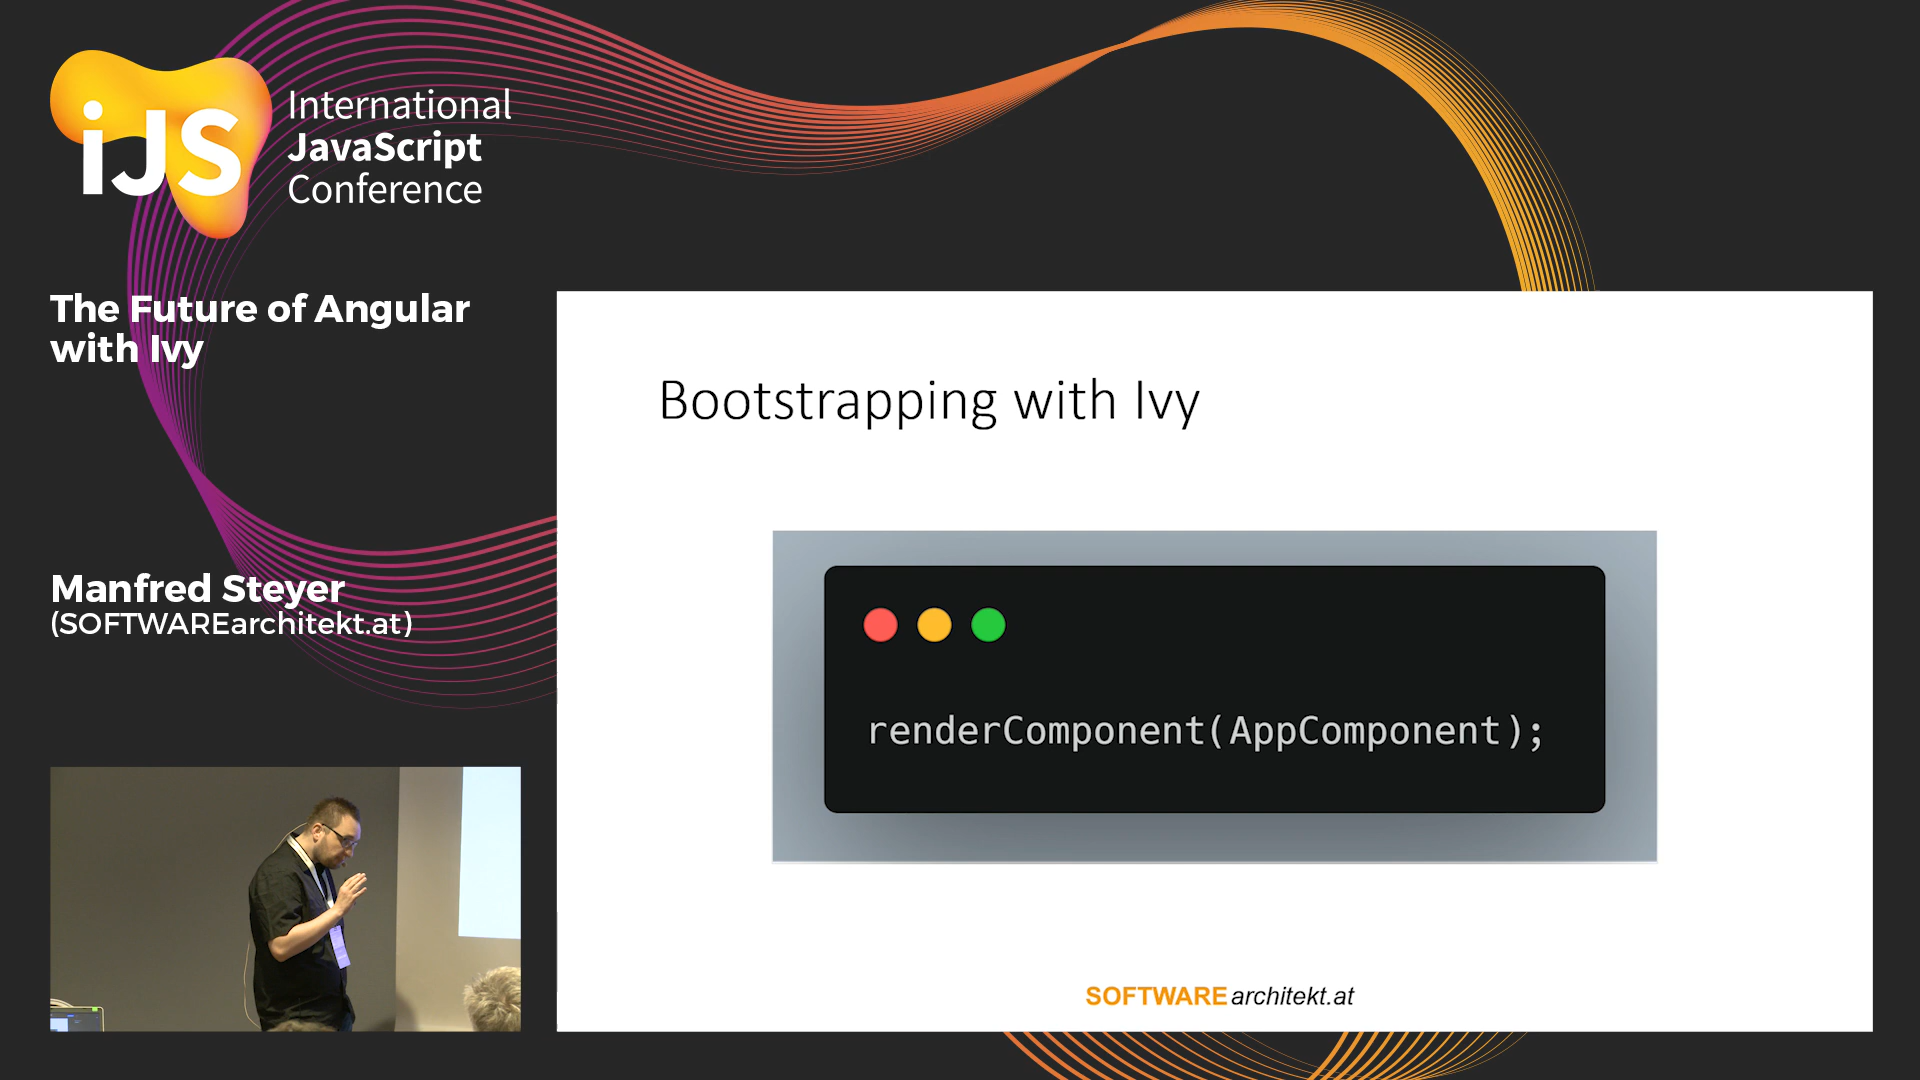 iJS
International
JavaScript
Conference
The Future of Angular
with Ivy
Manfred Steyer
(SOFTWAREarchitekt.at)
Bootstrapping with Ivy
renderComponent(AppComponent);
SOFTWAREarchitekt.at